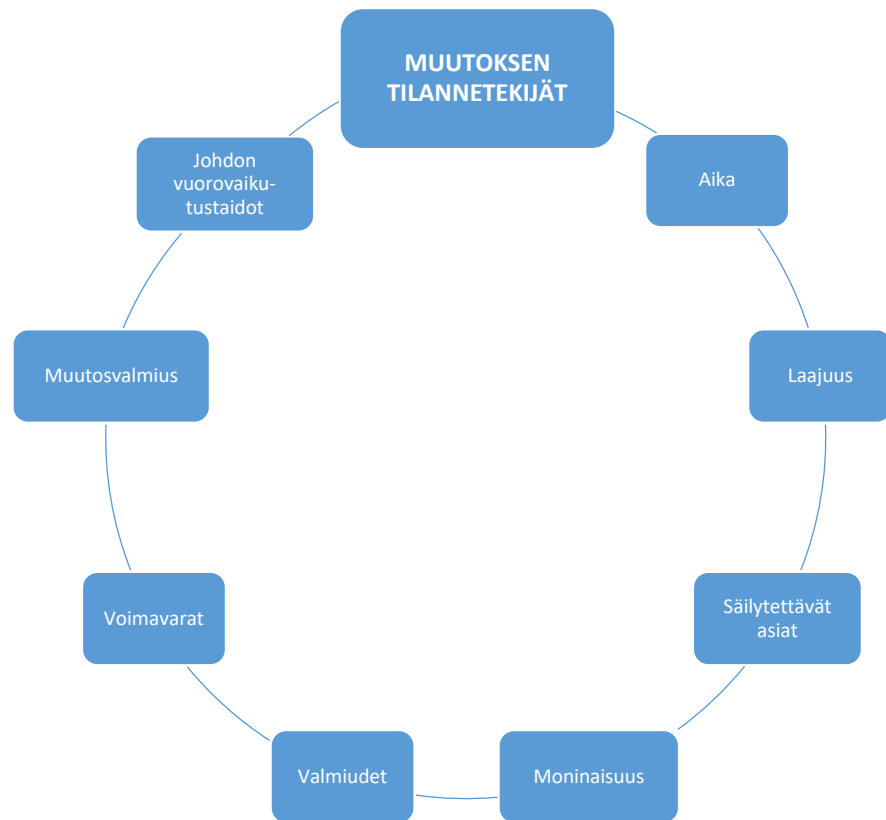 MUUTOKSEN
TILANNETEKIJÄT
Aika
Laajuus
Säilytettävät
asiat
Moninaisuus
Valmiudet
Voimavarat
Muutosvalmius
Johdon
vuorovaiku-
tustaidot